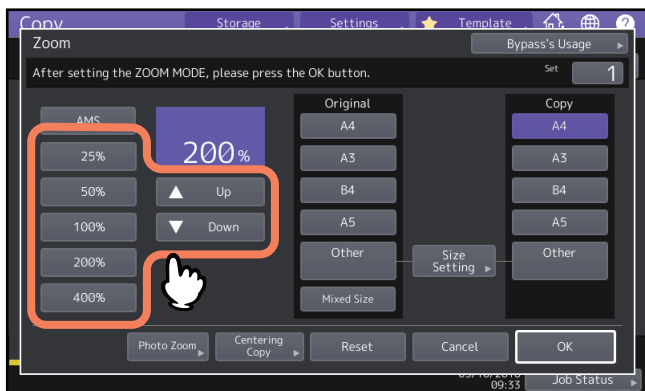 Copy Storage Settings Template
Zoom Bypass's Usage
After setting the ZOOM MODE, please press the OK button. Set 1
Original Copy
AMS A4 A4
25% 200 % A3 A3
50% Up B4 B4
100% Down A5 A5
200% Other Size Setting Other
400% Mixed Size
Photo Zoom Centering Copy Reset Cancel OK
09:33 Job Status